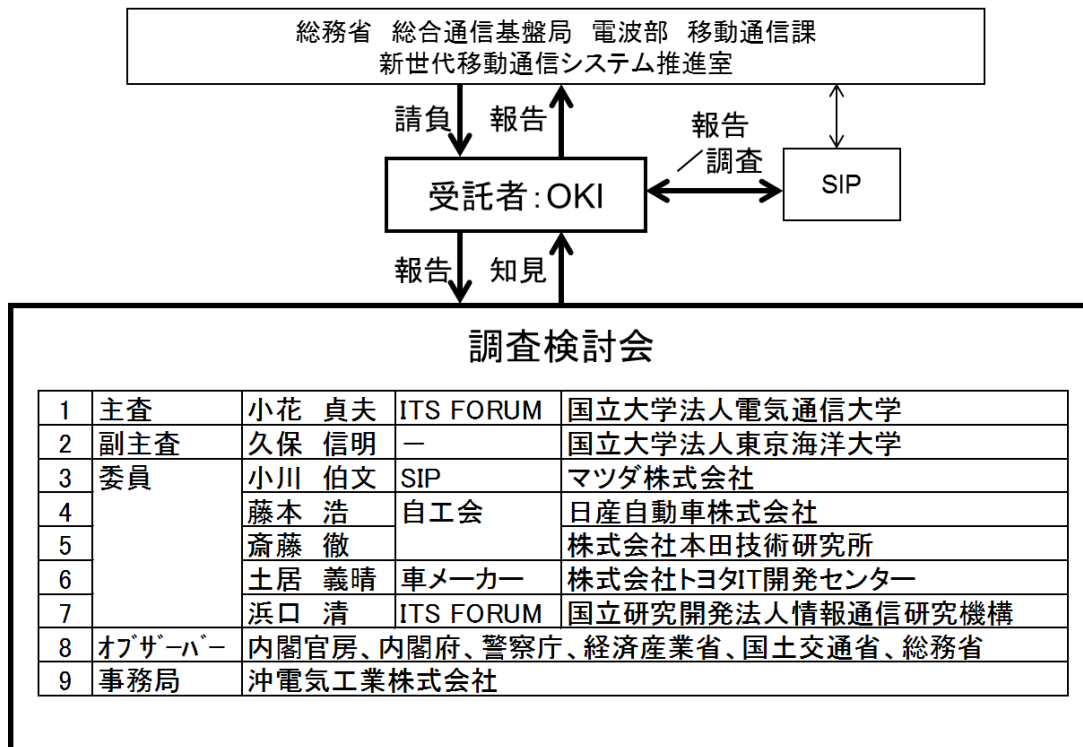 総務省 総合通信基盤局 電波部 移動通信課
新世代移動通信システム推進室
請負
報告
報告
／調査
SIP
受託者：OKI
報告
知見
調査検討会
1 主査 小花 貞夫 ITS FORUM 国立大学法人電気通信大学
2 副主査 久保 信明 － 国立大学法人東京海洋大学
3 委員 小川 伯文 SIP マツダ株式会社
4 藤本 浩 自工会 日産自動車株式会社
5 斎藤 徹 株式会社本田技術研究所
6 土居 義晴 車メーカー 株式会社トヨタIT開発センター
7 浜口 清 ITS FORUM 国立研究開発法人情報通信研究機構
8 オブザーバー 内閣官房、内閣府、警察庁、経済産業省、国土交通省、総務省
9 事務局 沖電気工業株式会社